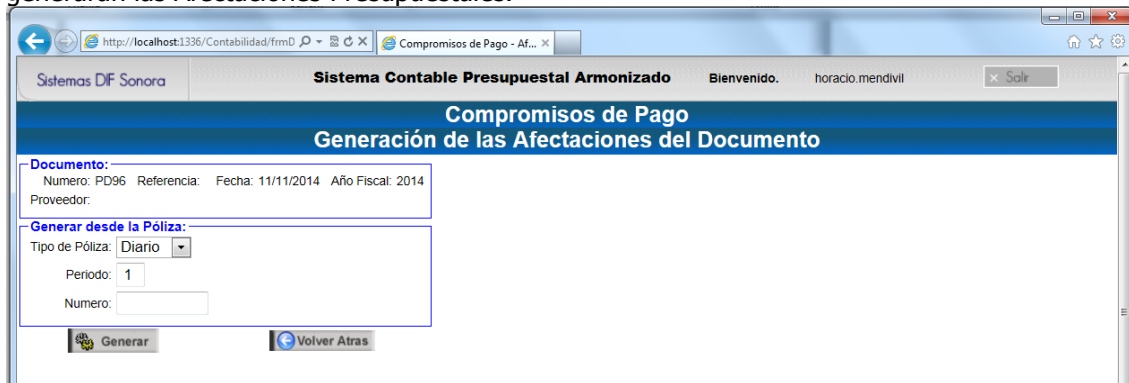 generarán las Afectaciones Presupuestales.
http://localhost:1336/Contabilidad/frmD
Compromisos de Pago - Af...
Sistemas DIF Sonora Sistema Contable Presupuestal Armonizado Bienvenido. horacio.mendivil × Salir
Compromisos de Pago
Generación de las Afectaciones del Documento
Documento:
Numero: PD96 Referencia: Fecha: 11/11/2014 Año Fiscal: 2014
Proveedor:
Generar desde la Póliza:
Tipo de Póliza: Diario
Periodo: 1
Numero:
Generar Volver Atras